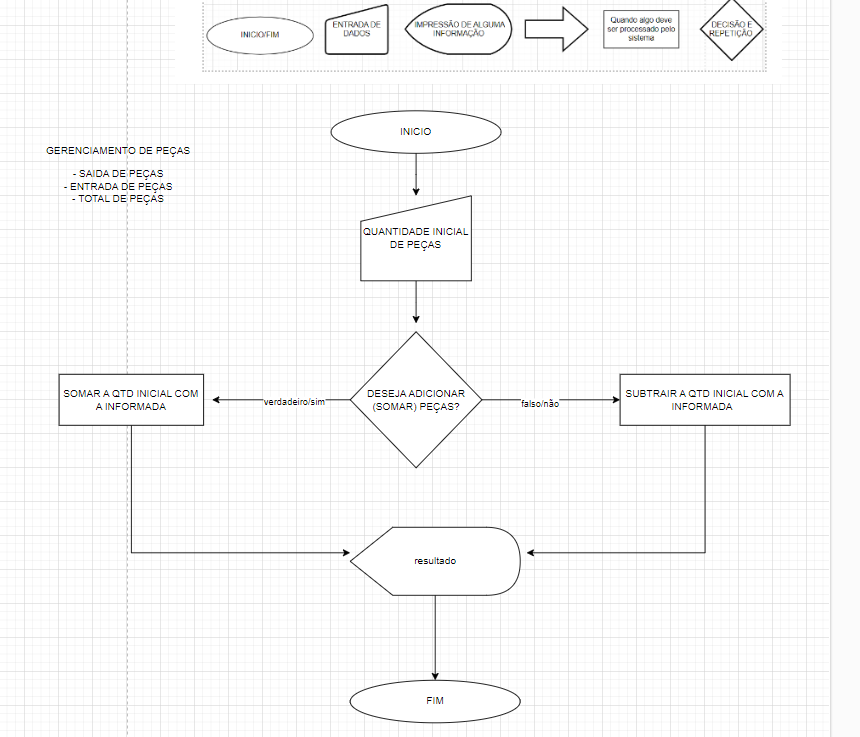 INICIO/FIM
ENTRADA DE
DADOS
IMPRESSÃO DE ALGUMA
INFORMAÇÃO
Quando algo deve
ser processado pelo
sistema
DECISÃO E
REPETIÇÃO
INICIO
GERENCIAMENTO DE PEÇAS
- SAIDA DE PEÇAS
- ENTRADA DE PEÇAS
- TOTAL DE PEÇAS
QUANTIDADE INICIAL
DE PEÇAS
SOMAR A QTD INICIAL COM
A INFORMADA
verdadeiro/sim
DESEJA ADICIONAR
(SOMAR) PEÇAS?
falso/não
SUBTRAIR A QTD INICIAL COM A
INFORMADA
resultado
FIM